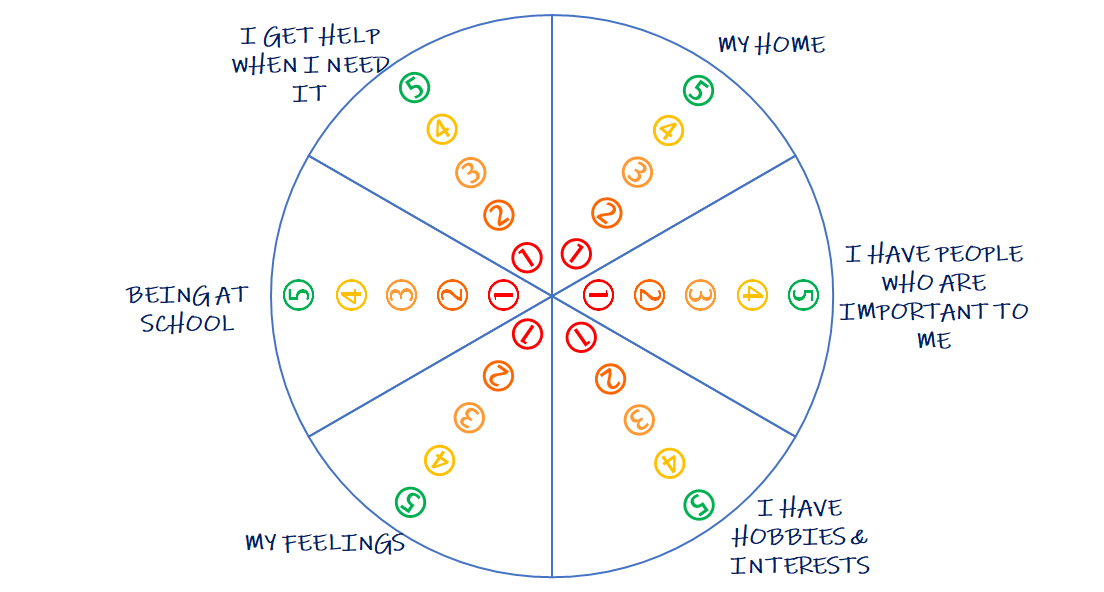 I GET HELP
WHEN I NEED
IT
MY HOME
5
4
3
2
1
5
4
3
2
1
BEING AT
SCHOOL
5
4
3
2
1
1
2
3
4
5
I HAVE PEOPLE
WHO ARE
IMPORTANT TO
ME
1
2
3
4
5
1
2
3
4
5
MY FEELINGS
I HAVE
HOBBIES &
INTERESTS